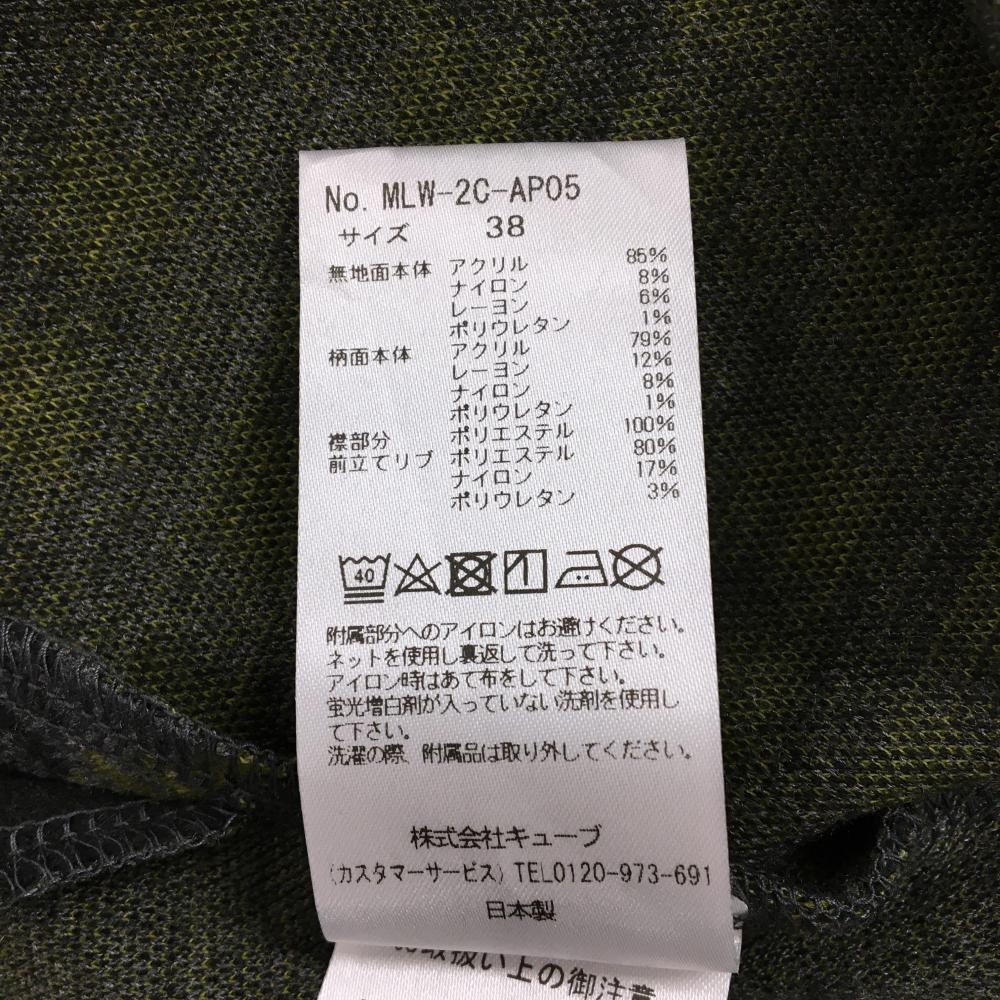 No. MLW-2C-AP05
サイズ 38
無地面本体 アクリル 85%
ナイロン 8%
レーヨン 6%
ポリウレタン 1%
柄面本体 アクリル 79%
レーヨン 12%
ナイロン 8%
ポリウレタン 1%
襟部分 ポリエステル 100%
前立てリブ ポリエステル 80%
ナイロン 17%
ポリウレタン 3%
40
附属部分へのアイロンはお避けください。
ネットを使用し裏返して洗って下さい。
アイロン時はあて布をして下さい。
蛍光増白剤が入っていない洗剤を使用し
て下さい。
洗濯の際、附属品は取り外してください。
株式会社キューブ
(カスタマーサービス) TEL0120-973-691
日本製
お取扱い上の御注意